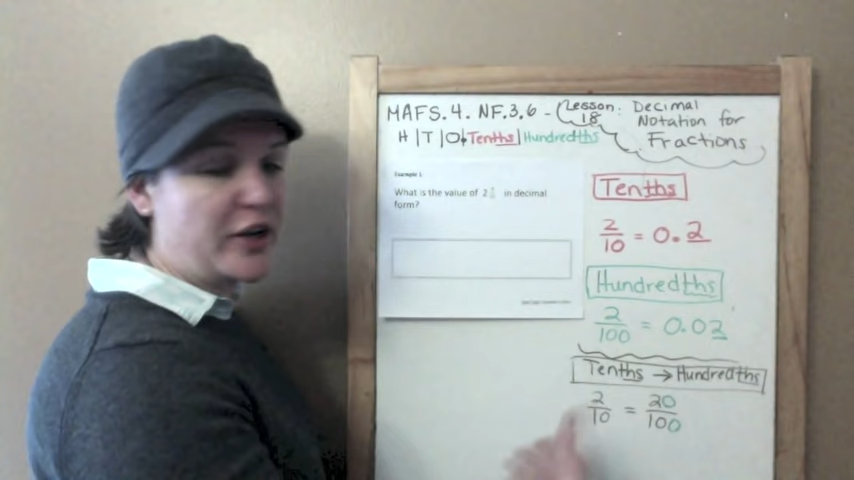 MAFS.4.NF.3.6 - Lesson 18: Decimal Notation for Fractions
H | T | O . Tenths | Hundredths
Example 1
What is the value of 2 in decimal
form?
Tenths
2/10 = 0.2
Hundredths
2/100 = 0.02
Tenths → Hundredths
2/10 = 20/100